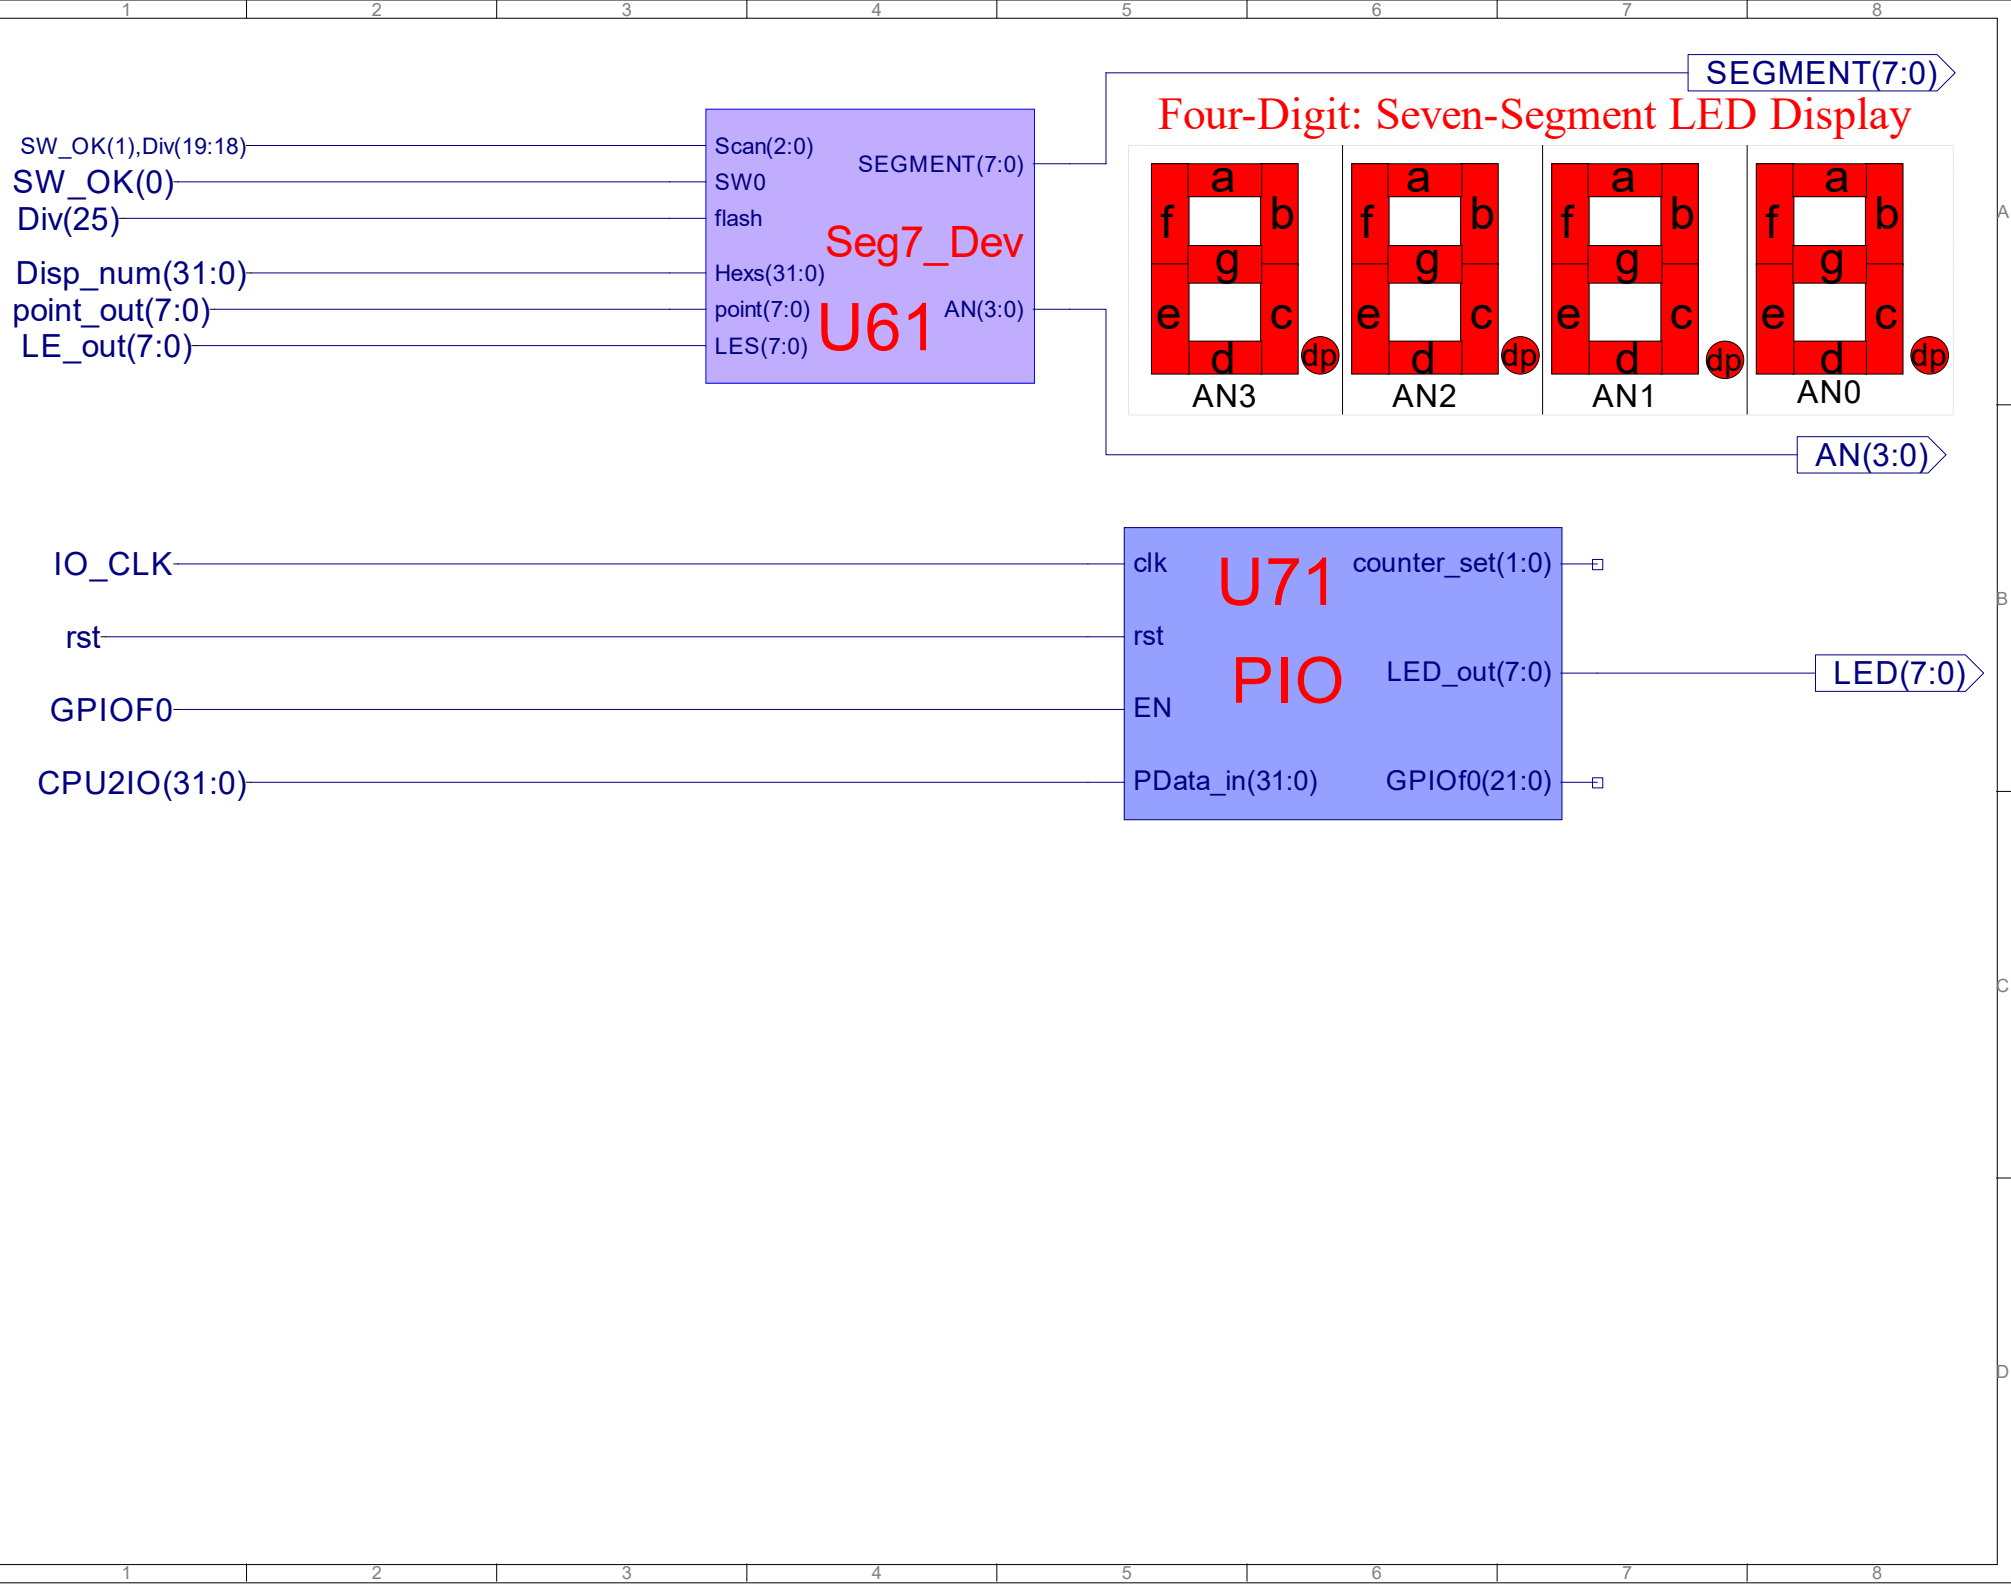 1 2 3 4 5 6 7 8
SEGMENT(7:0)
Four-Digit: Seven-Segment LED Display
SW_OK(1),Div(19:18)
SW_OK(0)
Div(25)
Disp_num(31:0)
point_out(7:0)
LE_out(7:0)
Scan(2:0)
SW0
flash
Hexs(31:0)
point(7:0)
LES(7:0)
SEGMENT(7:0)
Seg7_Dev
U61
AN(3:0)
a
f b
g
e c
d dp
AN3
a
f b
g
e c
d dp
AN2
a
f b
g
e c
d dp
AN1
a
f b
g
e c
d dp
AN0
A
AN(3:0)
IO_CLK
rst
GPIOF0
CPU2IO(31:0)
clk
rst
EN
PData_in(31:0)
U71
PIO
counter_set(1:0)
LED_out(7:0)
GPIOf0(21:0)
LED(7:0)
B
C
D
1 2 3 4 5 6 7 8